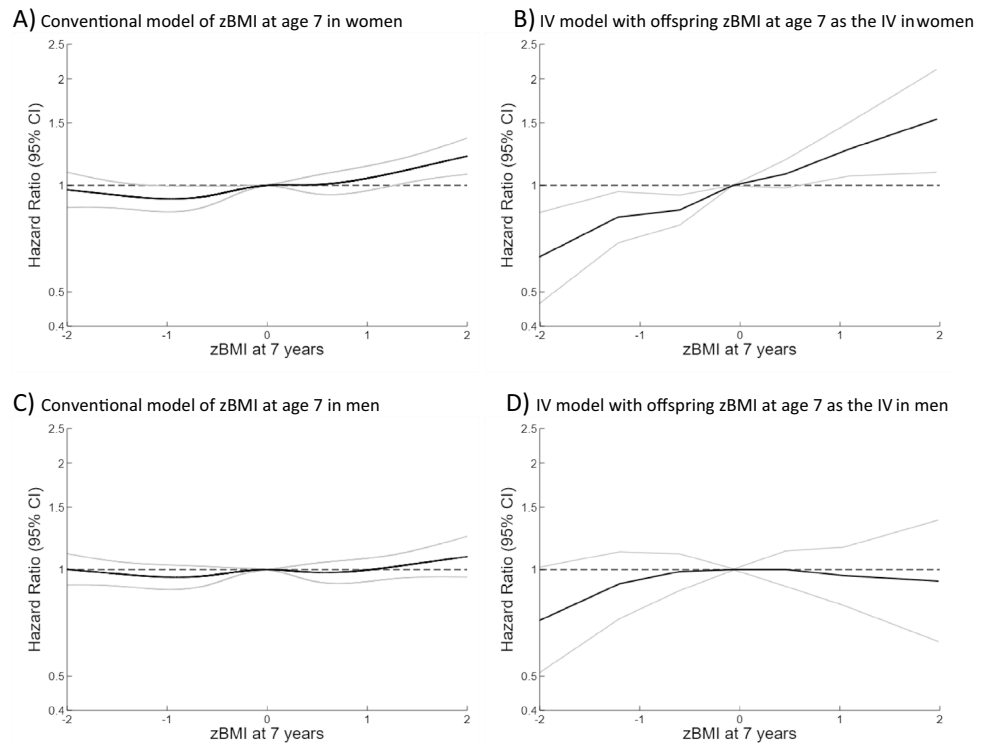 A) Conventional model of zBMI at age 7 in women
2.5
2
1.5
1
0.5
0.4
Hazard Ratio (95% CI)
-2 -1 0 1 2
zBMI at 7 years
B) IV model with offspring zBMI at age 7 as the IV in women
2.5
2
1.5
1
0.5
0.4
Hazard Ratio (95% CI)
-2 -1 0 1 2
zBMI at 7 years
C) Conventional model of zBMI at age 7 in men
2.5
2
1.5
1
0.5
0.4
Hazard Ratio (95% CI)
-2 -1 0 1 2
zBMI at 7 years
D) IV model with offspring zBMI at age 7 as the IV in men
2.5
2
1.5
1
0.5
0.4
Hazard Ratio (95% CI)
-2 -1 0 1 2
zBMI at 7 years